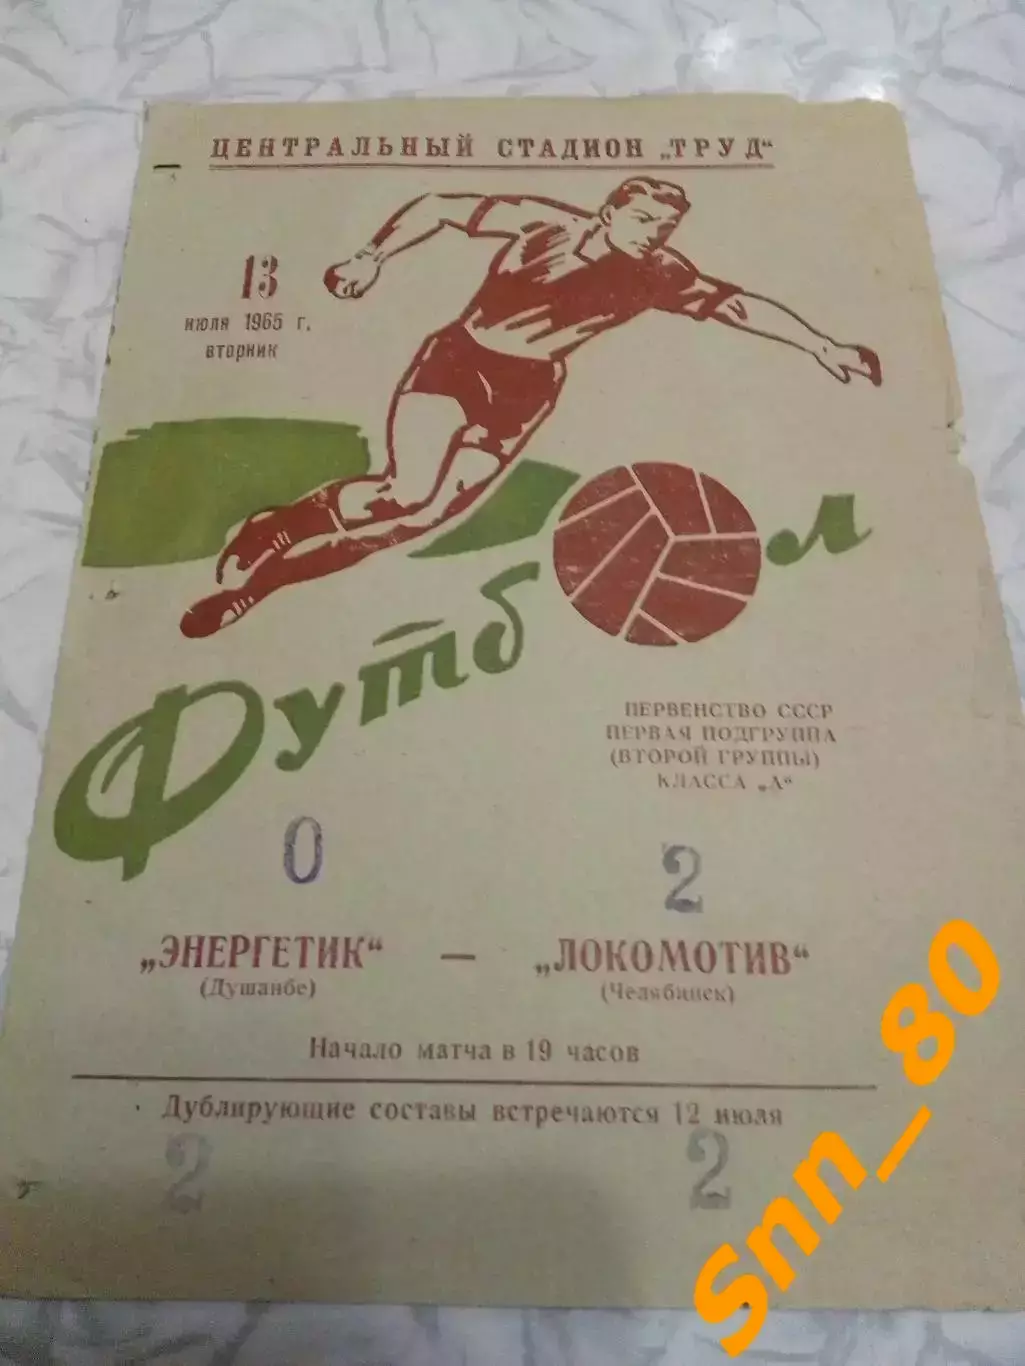 ЦЕНТРАЛЬНЫЙ СТАДИОН „ТРУД"
13
июля 1965 г.
вторник
Футбол
ПЕРВЕНСТВО СССР
ПЕРВАЯ ПОДГРУППА
(ВТОРОЙ ГРУППЫ)
КЛАССА „А"
0 2
„ЭНЕРГЕТИК" — „ЛОКОМОТИВ"
(Душанбе) (Челябинск)
Начало матча в 19 часов
Дублирующие составы встречаются 12 июля
2 2
Snn_80